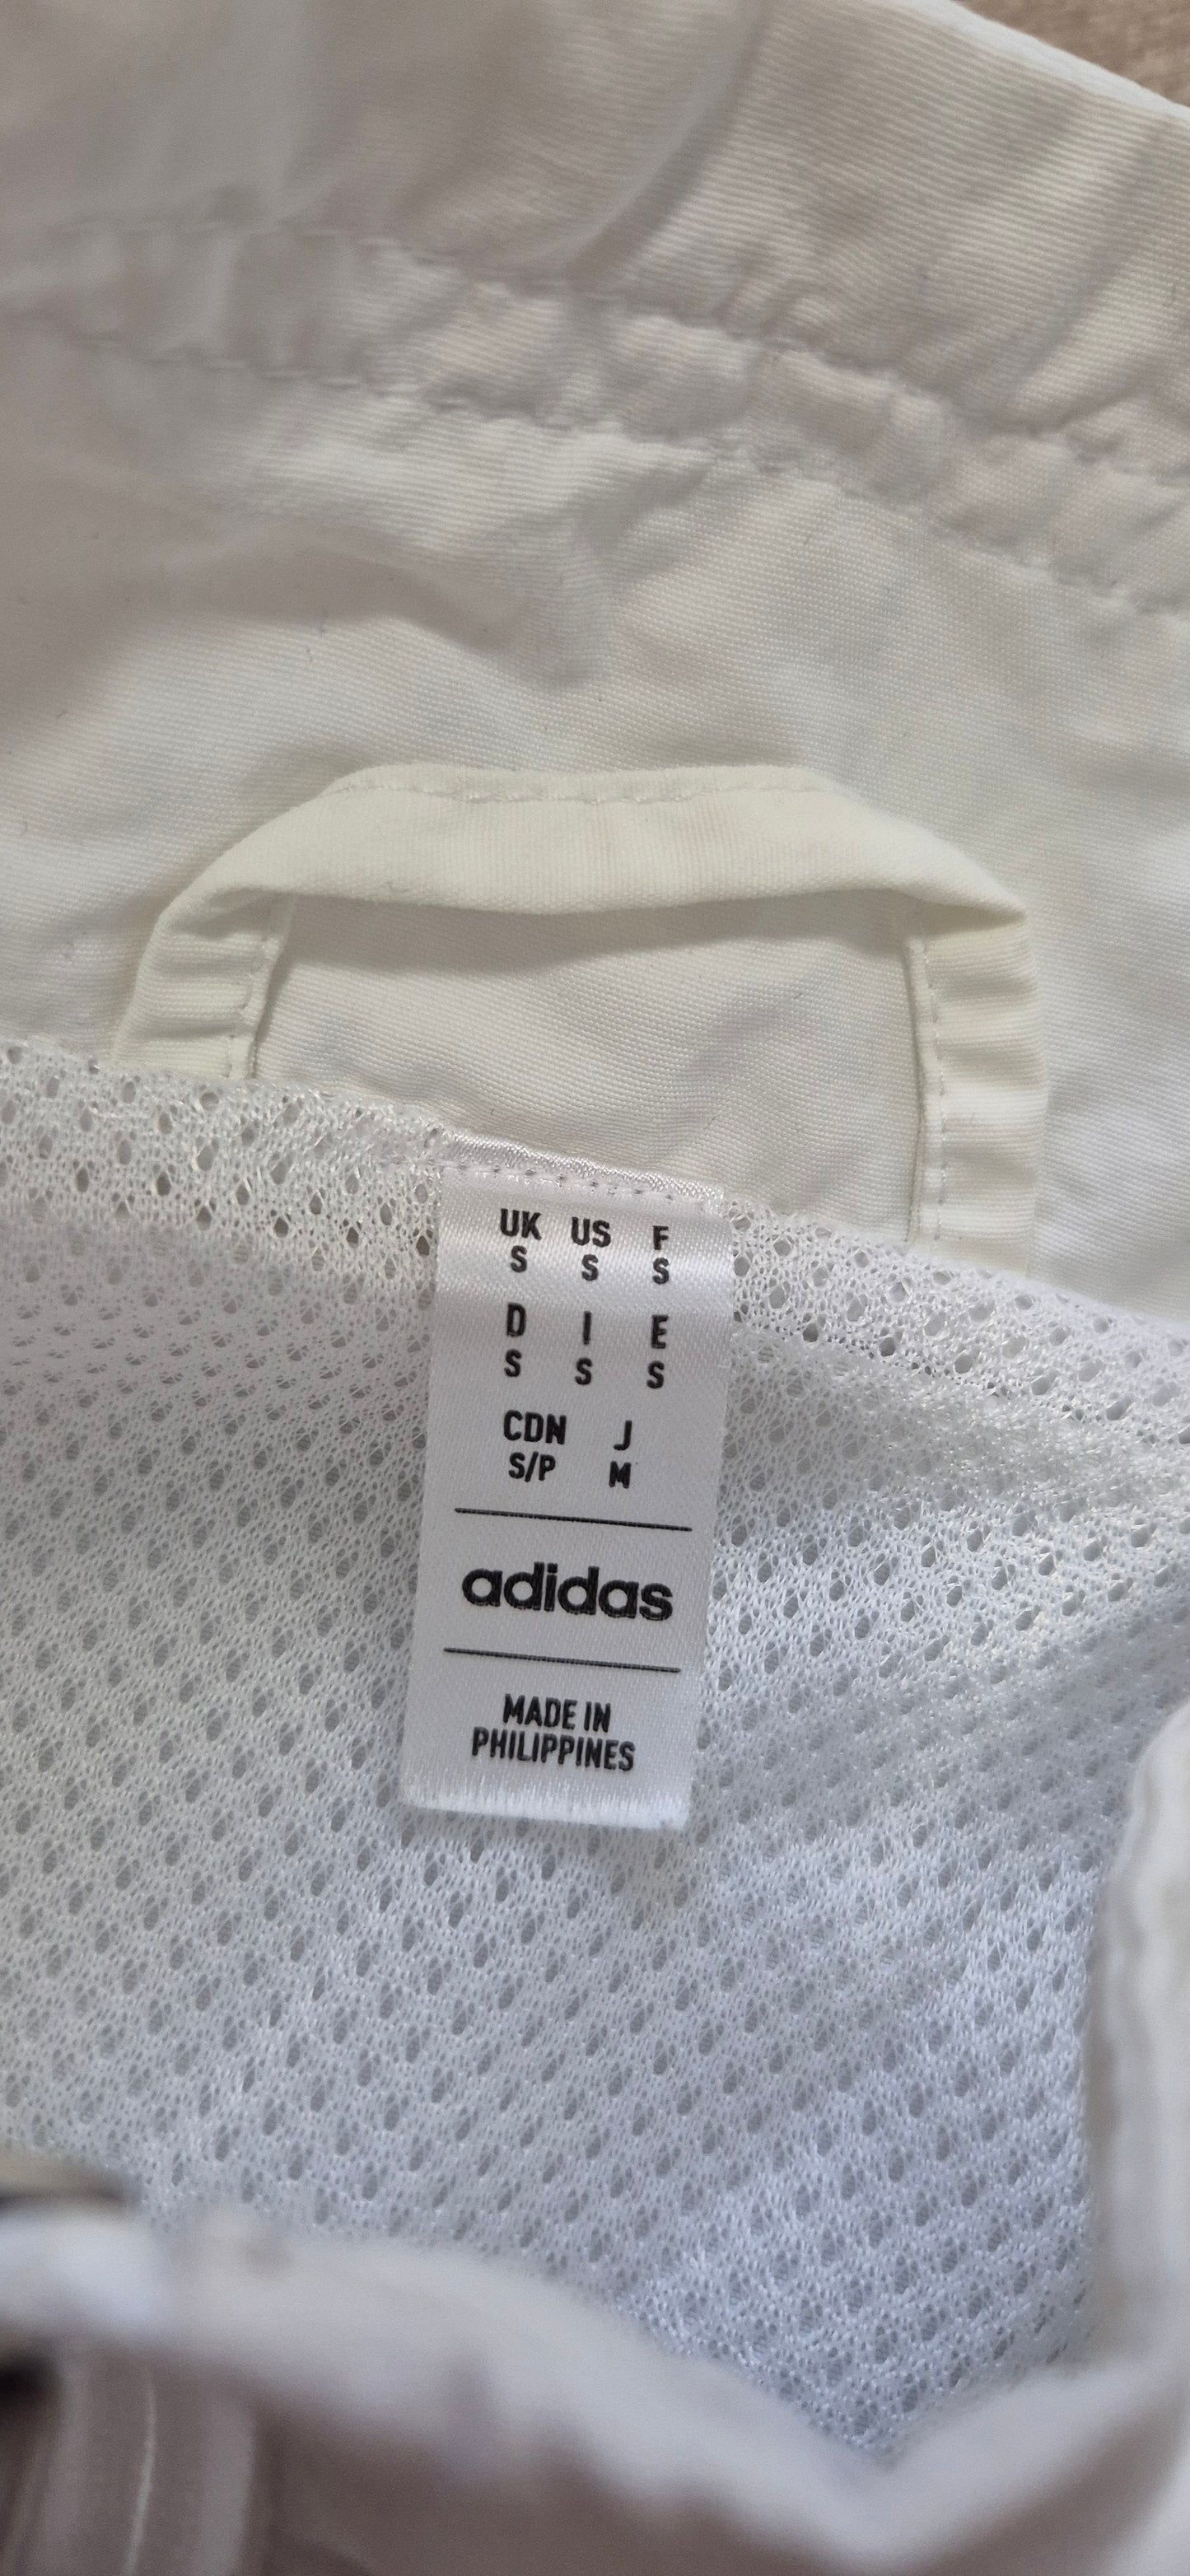 UK US F
S S S
D I E
S S S
CDN J
S/P M
adidas
MADE IN
PHILIPPINES